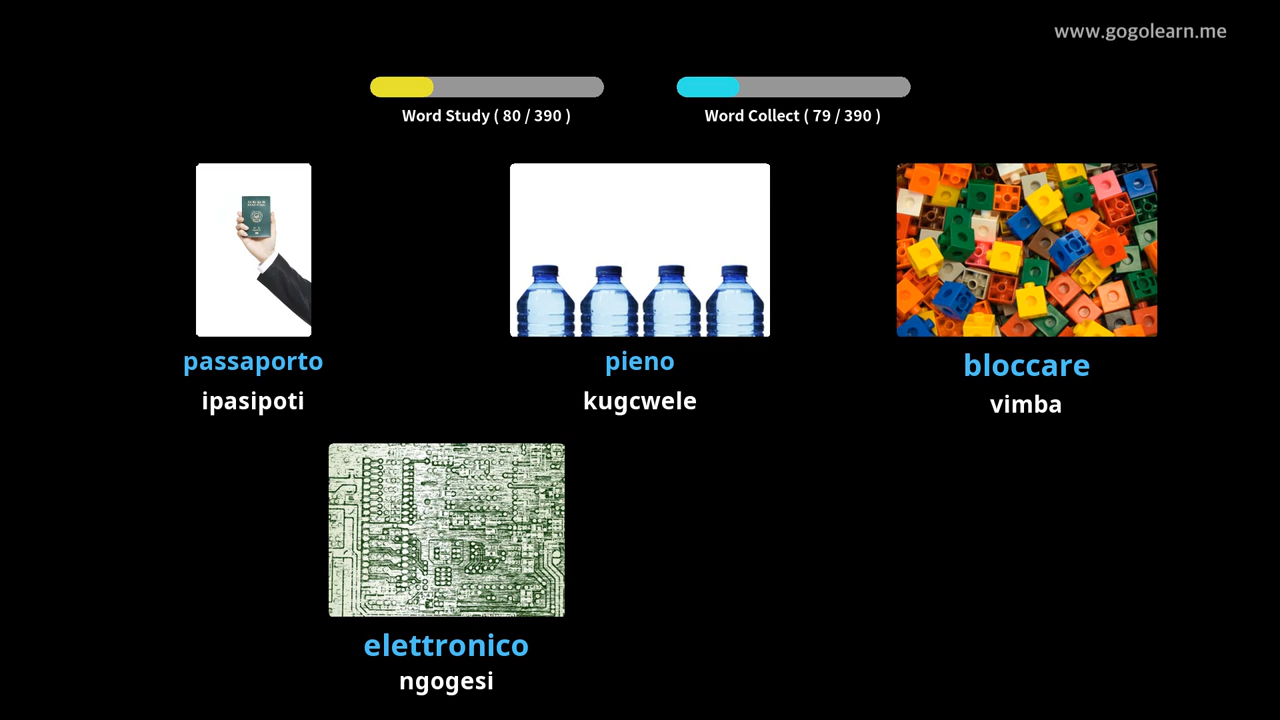 www.gogolearn.me
Word Study ( 80 / 390 )
Word Collect ( 79 / 390 )
passaporto
ipasipoti
pieno
kugcwele
bloccare
vimba
elettronico
ngogesi